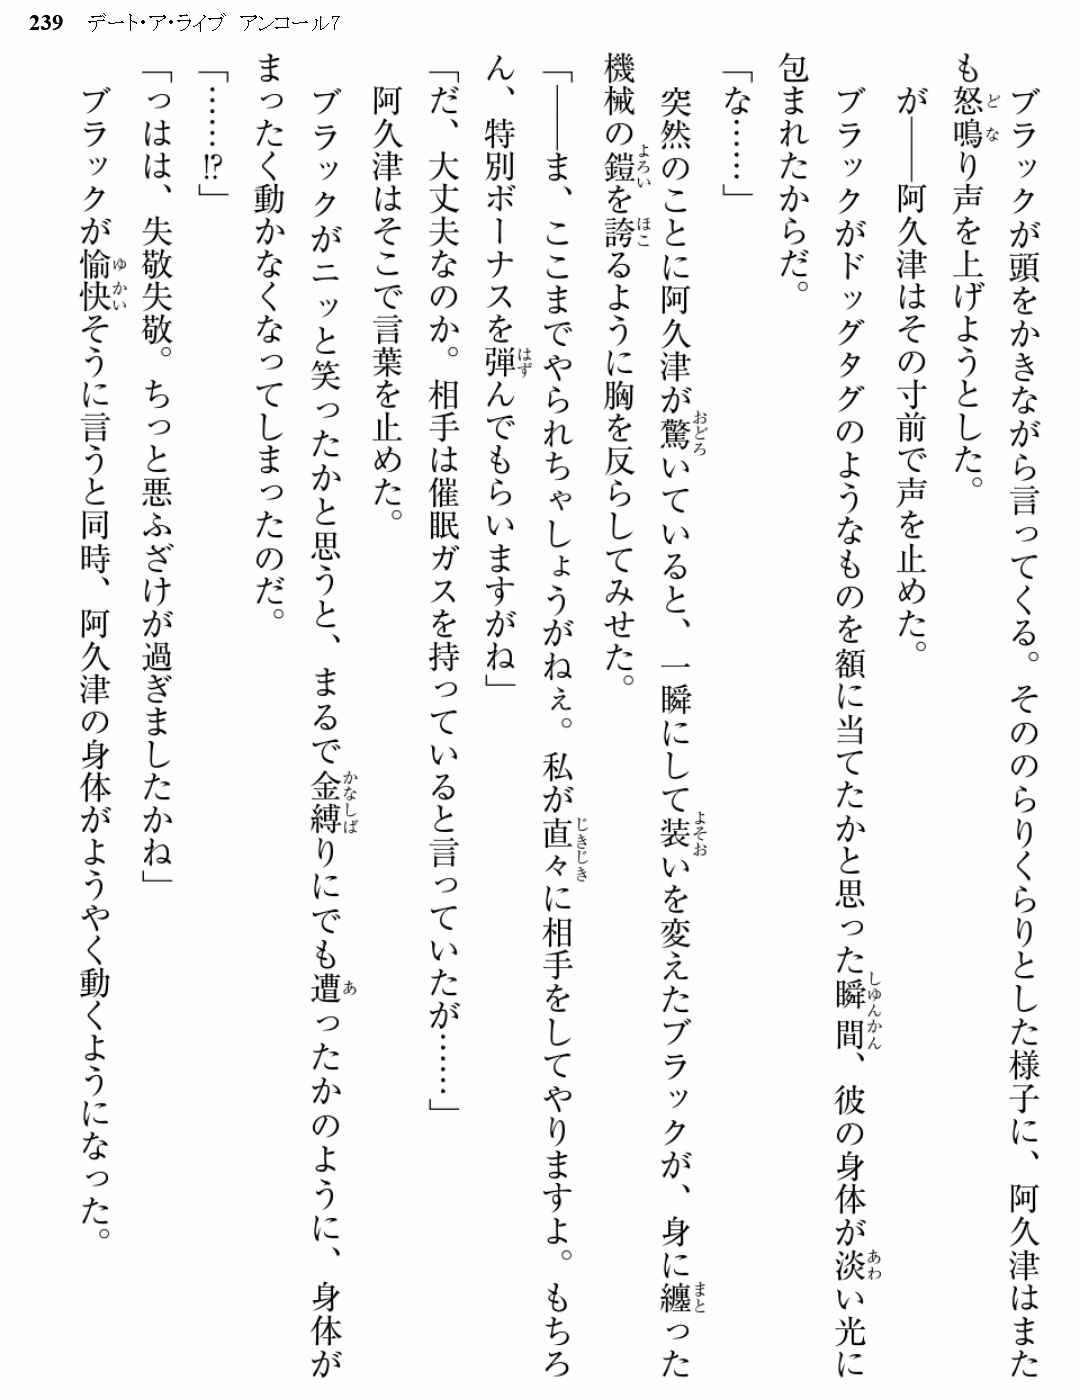 239 デート・ア・ライブ アンコール7
ブラックが頭をかきながら言ってくる。そののらりくらりとした様子に、阿久津はまた
も怒鳴り声を上げようとした。
が――阿久津はその寸前で声を止めた。
ブラックがドッグタグのようなものを額に当てたかと思った瞬間、彼の身体が淡い光に
包まれたからだ。
「な……」
突然のことに阿久津が驚いていると、一瞬にして装いを変えたブラックが、身に纏った
機械の鎧を誇るように胸を反らしてみせた。
「――ま、ここまでやられちゃしょうがねぇ。私が直々に相手をしてやりますよ。もちろ
ん、特別ボーナスを弾んでもらいますがね」
「だ、大丈夫なのか。相手は催眠ガスを持っていると言っていたが……」
阿久津はそこで言葉を止めた。
ブラックがニッと笑ったかと思うと、まるで金縛りにでも遭ったかのように、身体が
まったく動かなくなってしまったのだ。
「……!?」
「っはは、失敬失敬。ちっと悪ふざけが過ぎましたかね」
ブラックが愉快そうに言うと同時、阿久津の身体がようやく動くようになった。